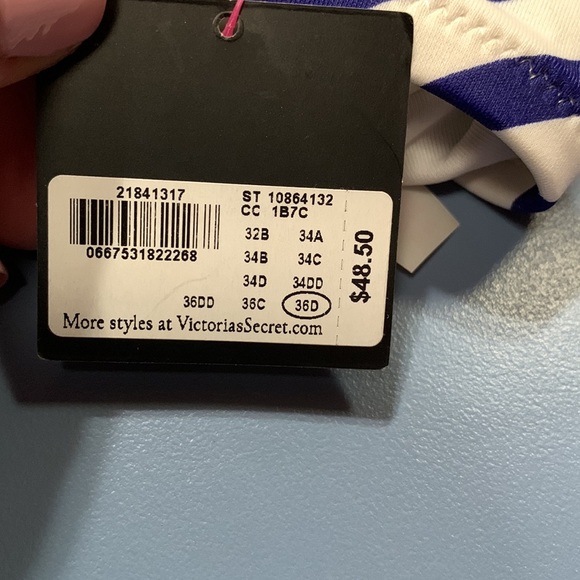 21841317
ST 10864132
CC 1B7C
0667531822268
32B 34A
34B 34C
34D 34DD
36DD 36C 36D
$48.50
More styles at VictoriasSecret.com